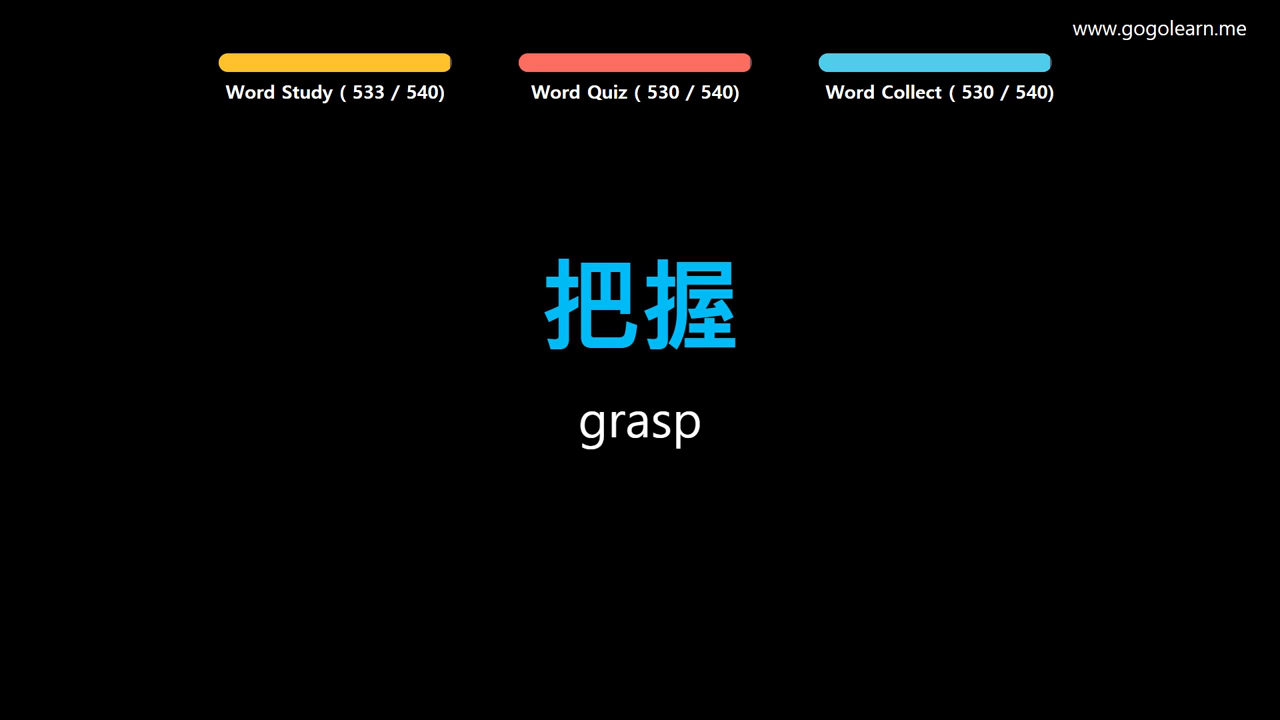 www.gogolearn.me
Word Study ( 533 / 540)
Word Quiz ( 530 / 540)
Word Collect ( 530 / 540)
把握
grasp